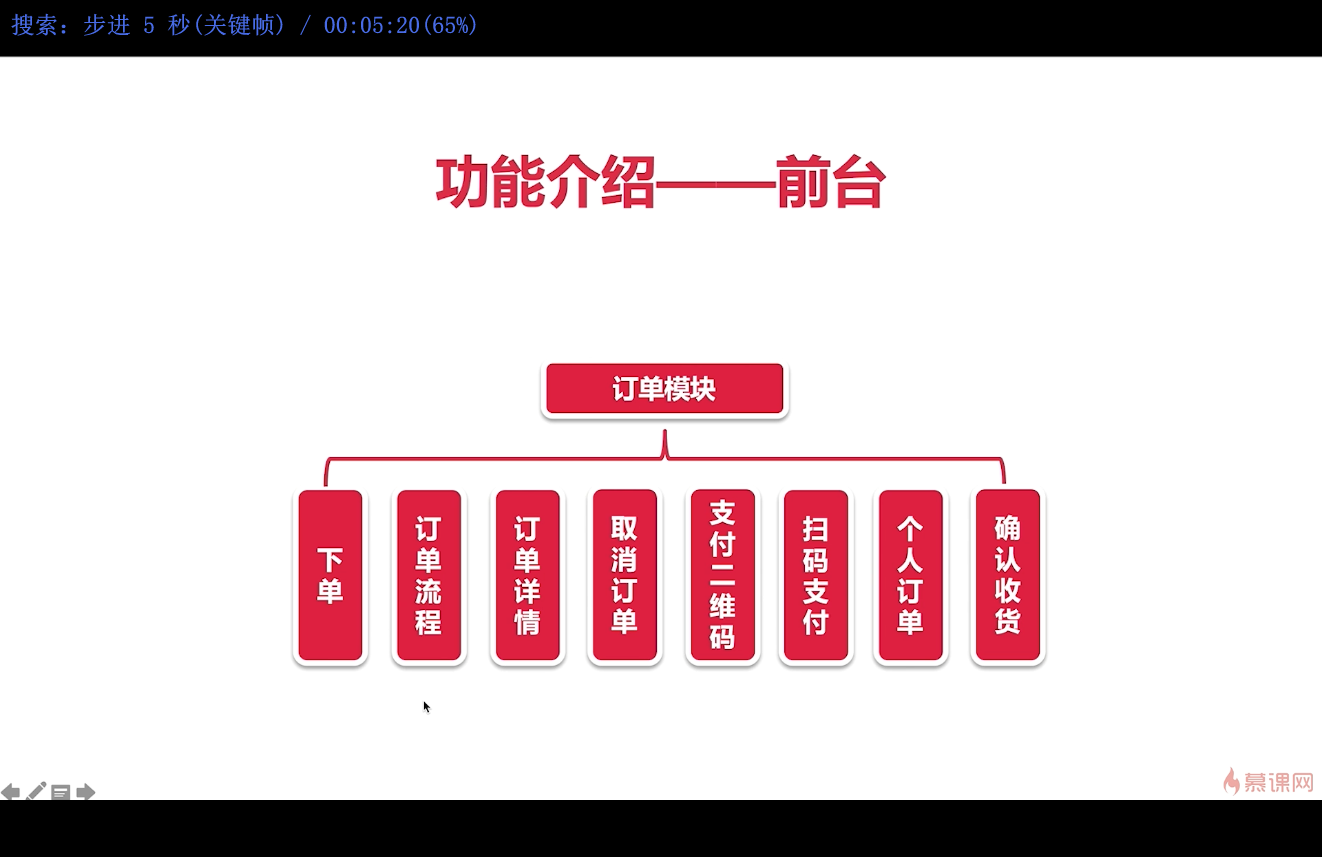 搜索: 步进 5 秒(关键帧) / 00:05:20(65%)
功能介绍——前台
订单模块
下单
订单流程
订单详情
取消订单
支付二维码
扫码支付
个人订单
确认收货
慕课网